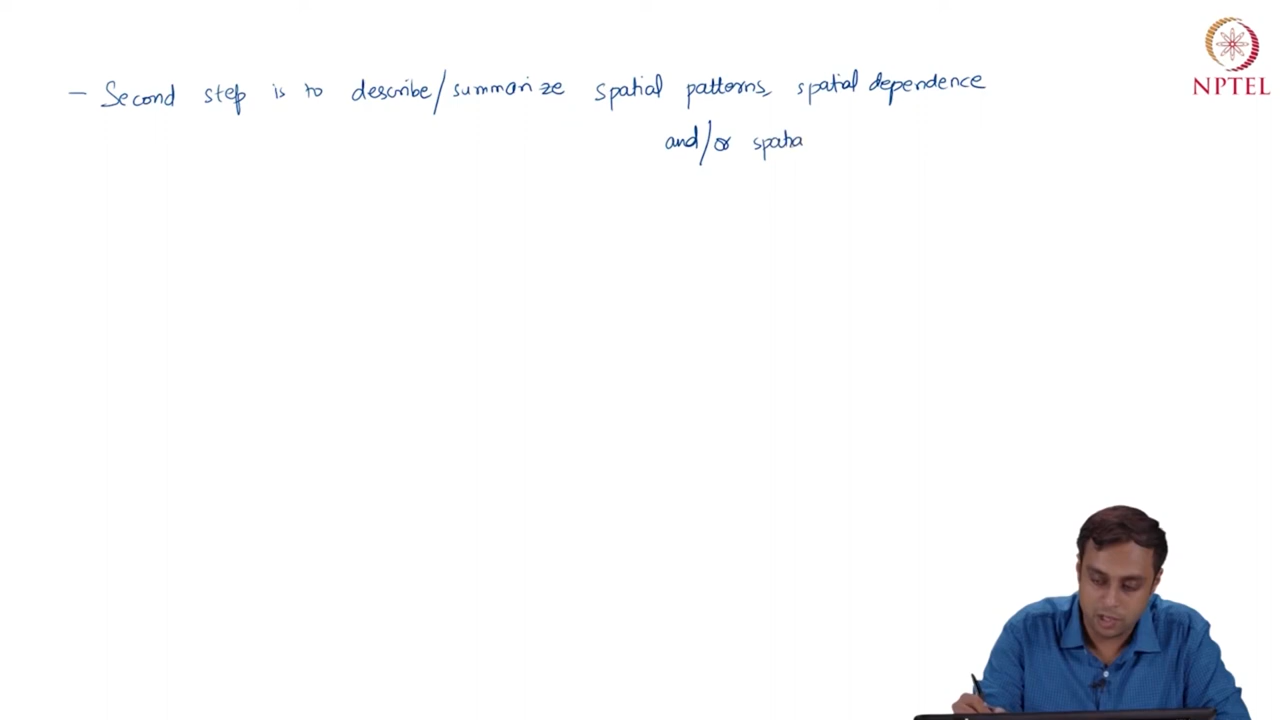 - Second step is to describe/summarize spatial patterns, spatial dependence
and/or spatia
NPTEL